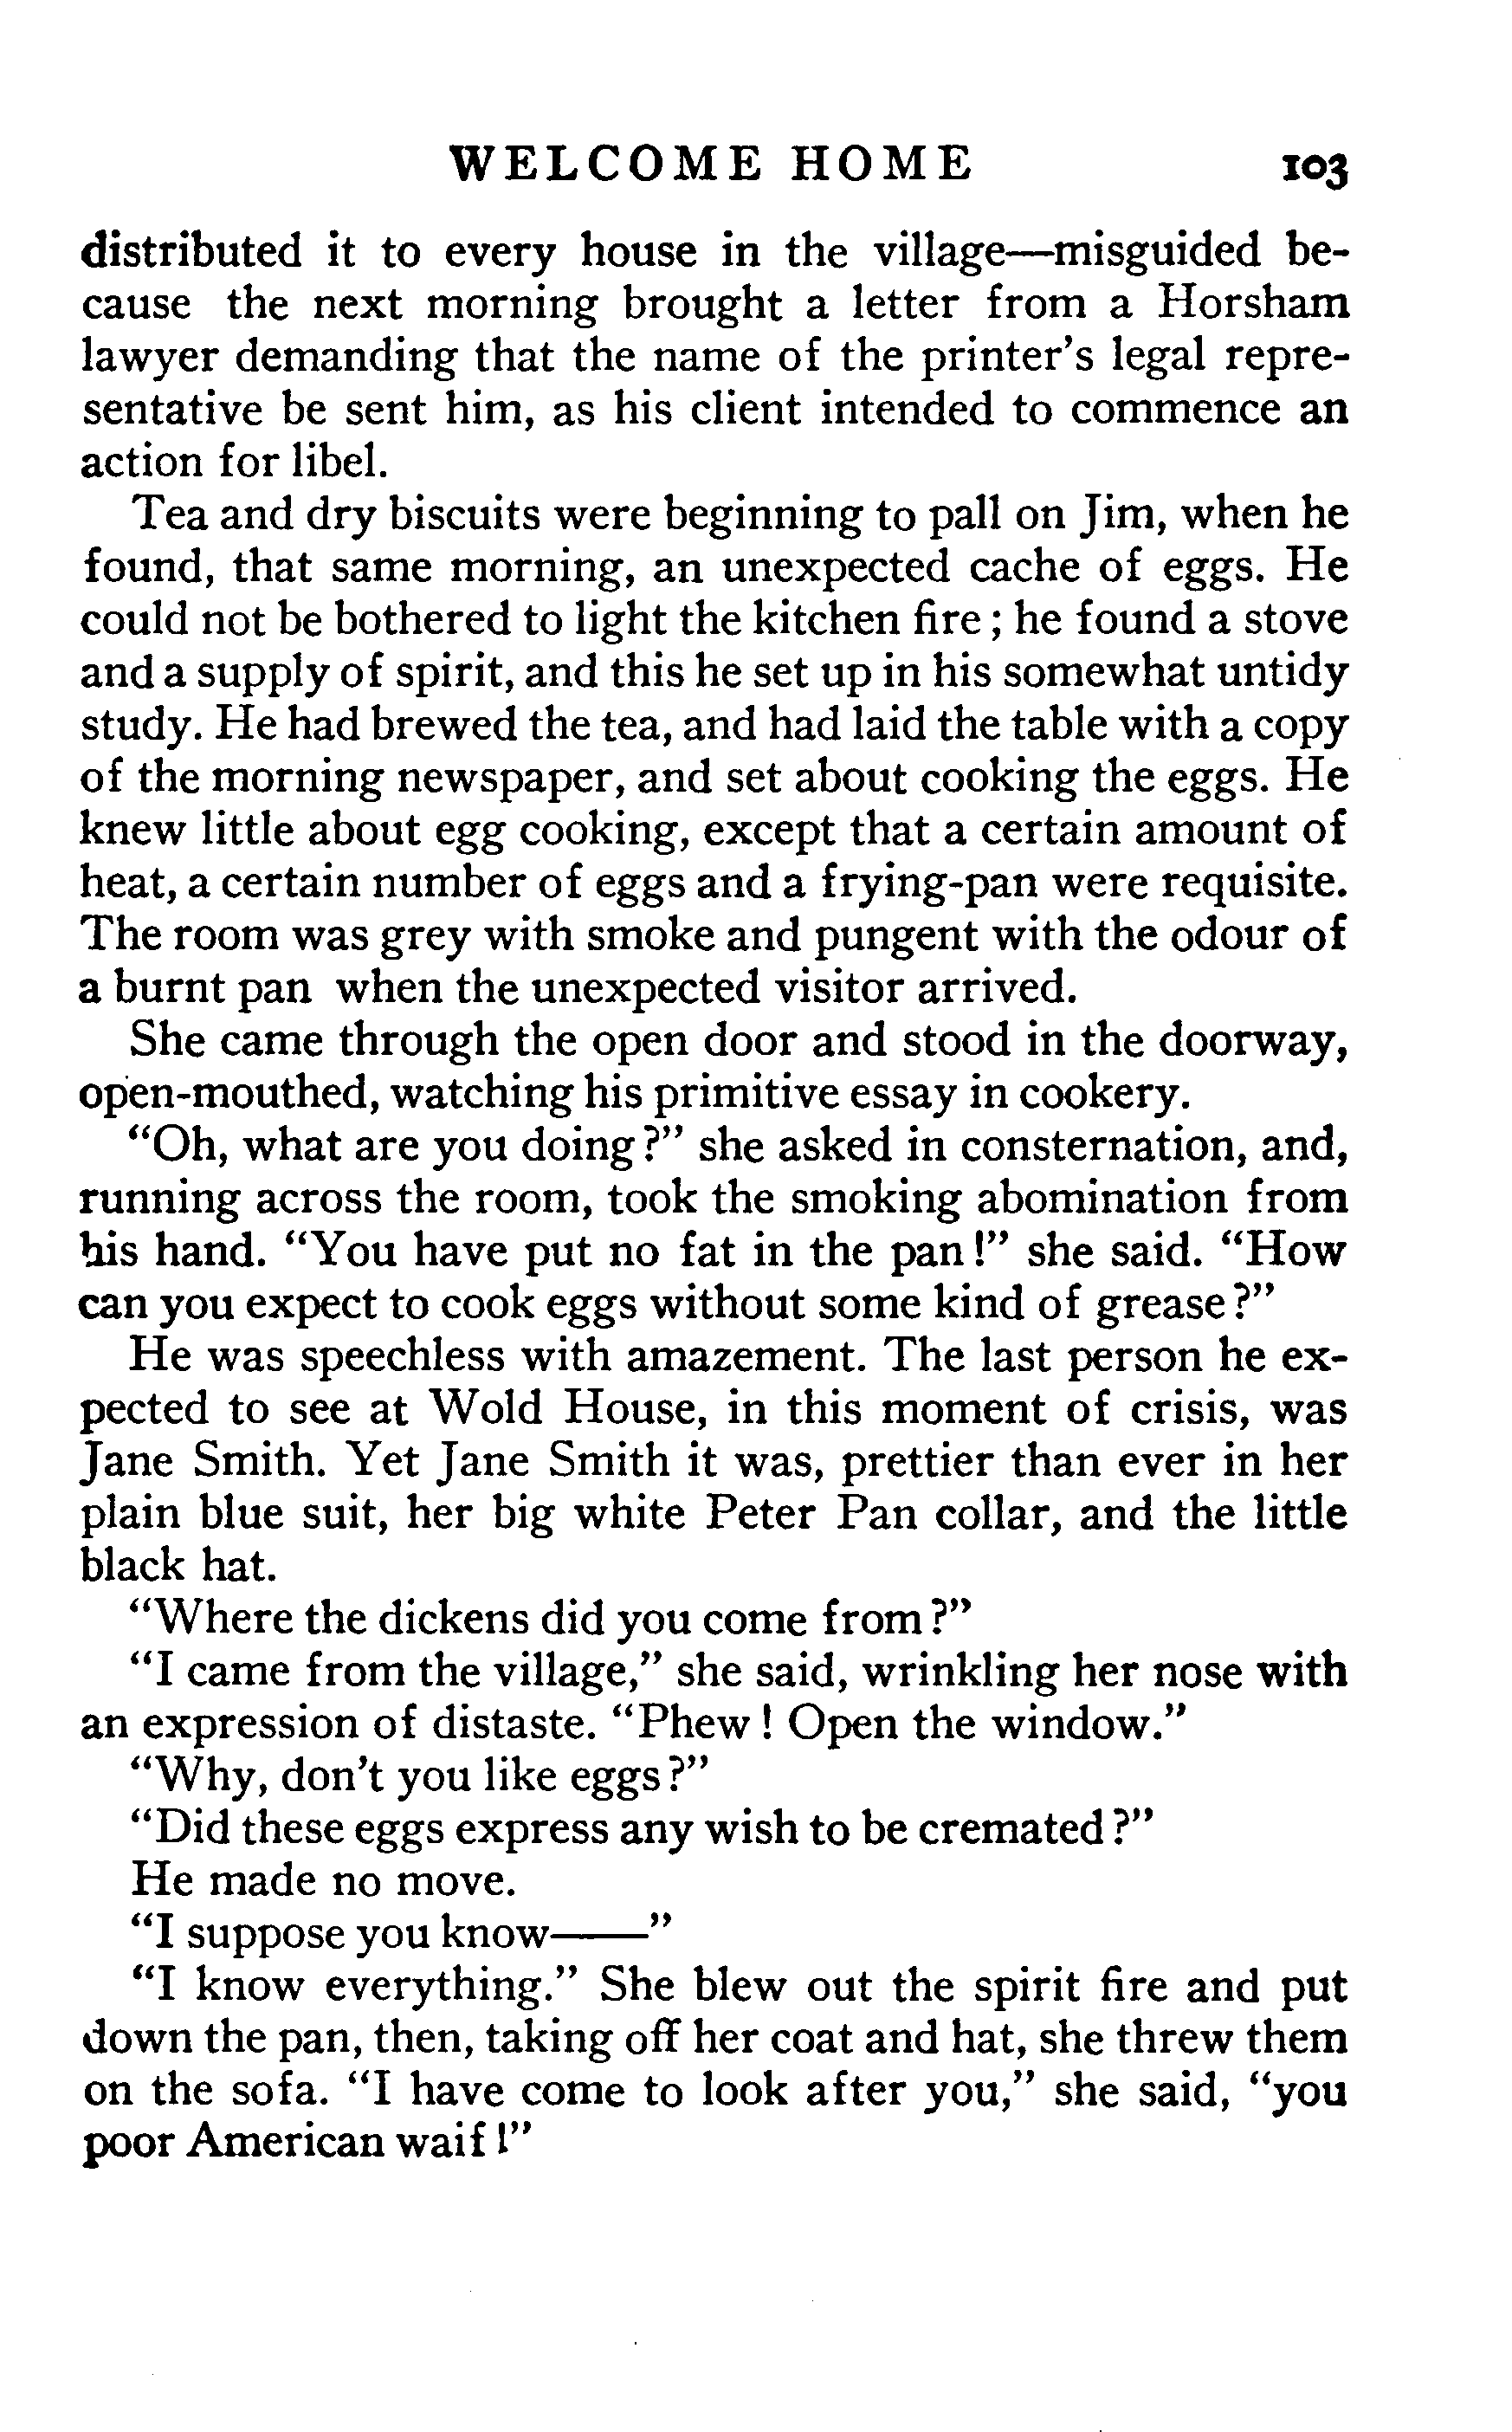 WELCOME HOME 103
distributed it to every house in the village—misguided be-
cause the next morning brought a letter from a Horsham
lawyer demanding that the name of the printer's legal repre-
sentative be sent him, as his client intended to commence an
action for libel.
Tea and dry biscuits were beginning to pall on Jim, when he
found, that same morning, an unexpected cache of eggs. He
could not be bothered to light the kitchen fire; he found a stove
and a supply of spirit, and this he set up in his somewhat untidy
study. He had brewed the tea, and had laid the table with a copy
of the morning newspaper, and set about cooking the eggs. He
knew little about egg cooking, except that a certain amount of
heat, a certain number of eggs and a frying-pan were requisite.
The room was grey with smoke and pungent with the odour of
a burnt pan when the unexpected visitor arrived.
She came through the open door and stood in the doorway,
open-mouthed, watching his primitive essay in cookery.
“Oh, what are you doing?” she asked in consternation, and,
running across the room, took the smoking abomination from
his hand. “You have put no fat in the pan!” she said. “How
can you expect to cook eggs without some kind of grease?”
He was speechless with amazement. The last person he ex-
pected to see at Wold House, in this moment of crisis, was
Jane Smith. Yet Jane Smith it was, prettier than ever in her
plain blue suit, her big white Peter Pan collar, and the little
black hat.
“Where the dickens did you come from?”
“I came from the village,” she said, wrinkling her nose with
an expression of distaste. “Phew! Open the window.”
“Why, don't you like eggs?”
“Did these eggs express any wish to be cremated?”
He made no move.
“I suppose you know——”
“I know everything.” She blew out the spirit fire and put
down the pan, then, taking off her coat and hat, she threw them
on the sofa. “I have come to look after you,” she said, “you
poor American waif!”